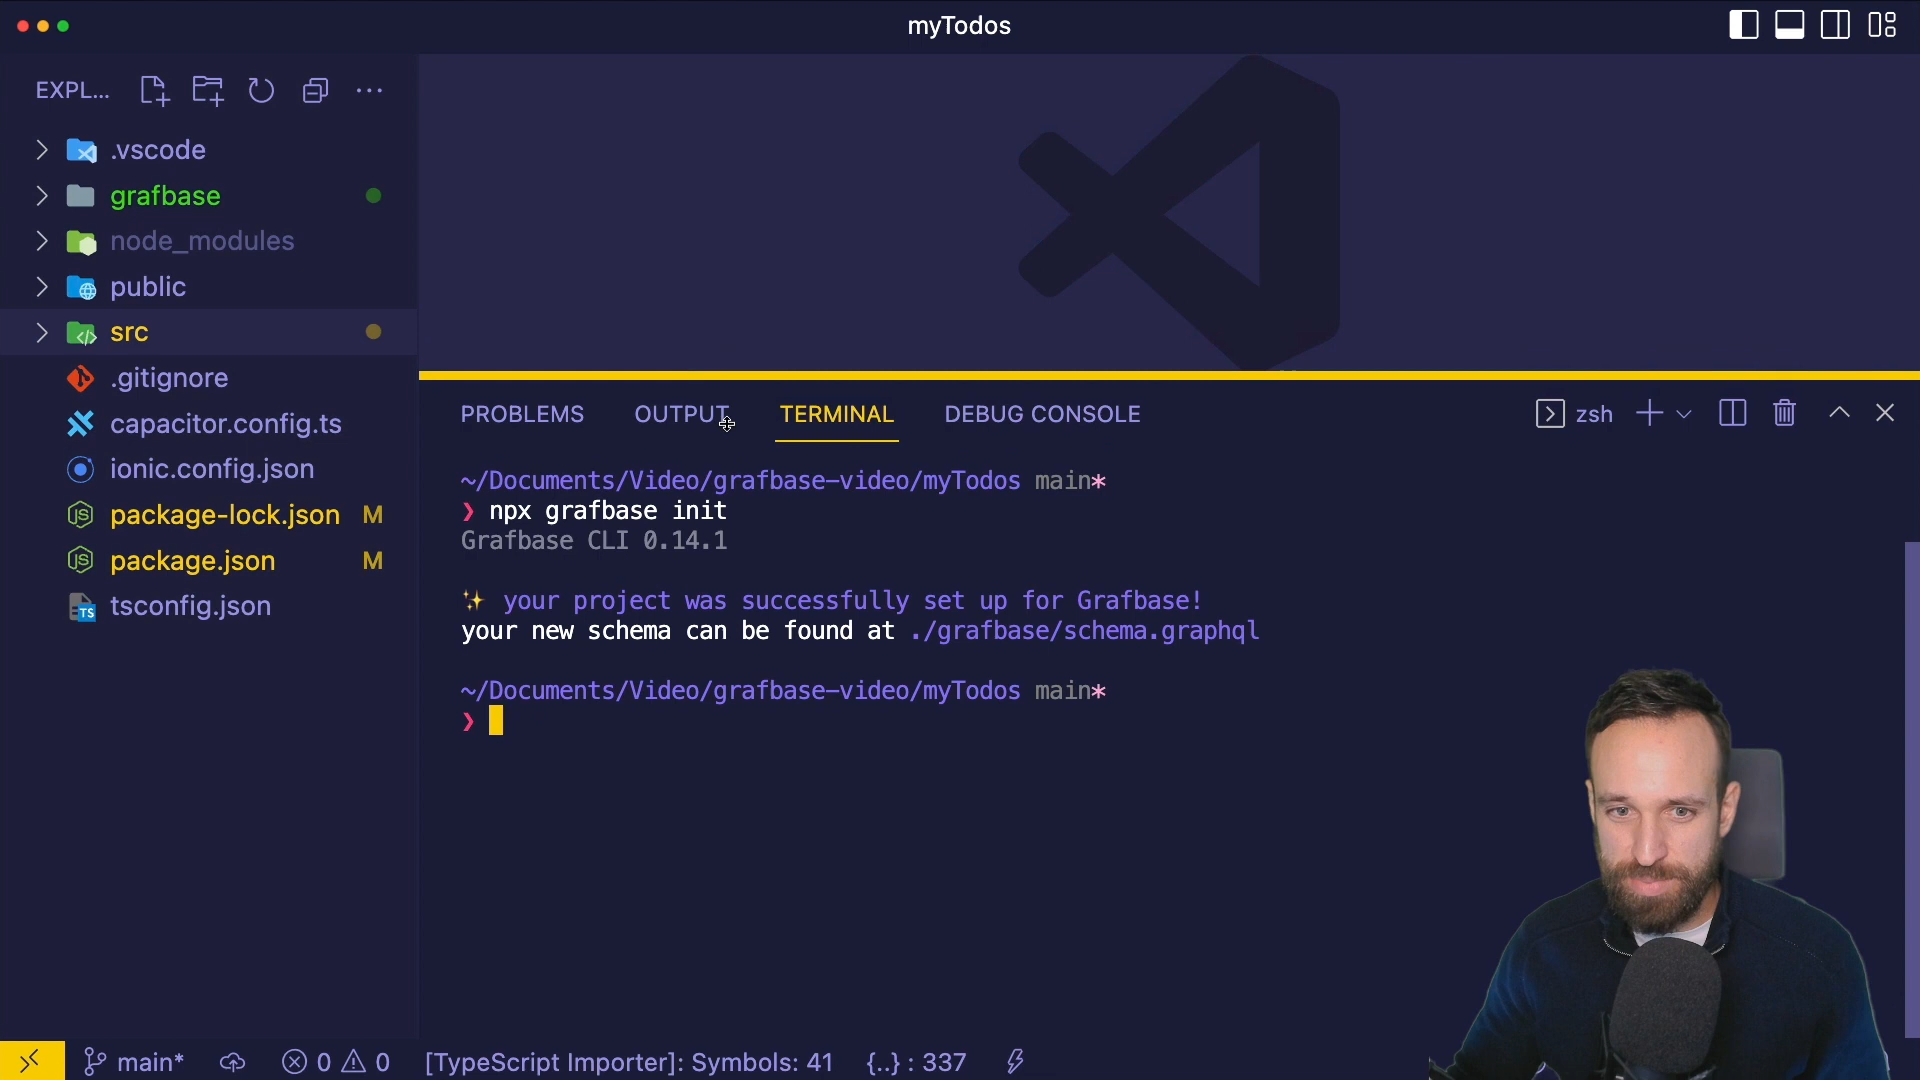 myTodos
EXPL...
.vscode
grafbase
node_modules
public
src
.gitignore
capacitor.config.ts
ionic.config.json
package-lock.json M
package.json M
tsconfig.json
PROBLEMS OUTPUT TERMINAL DEBUG CONSOLE zsh
~/Documents/Video/grafbase-video/myTodos main*
❯ npx grafbase init
Grafbase CLI 0.14.1
✨ your project was successfully set up for Grafbase!
your new schema can be found at ./grafbase/schema.graphql
~/Documents/Video/grafbase-video/myTodos main*
❯
main* 0 0 [TypeScript Importer]: Symbols: 41 {..} : 337